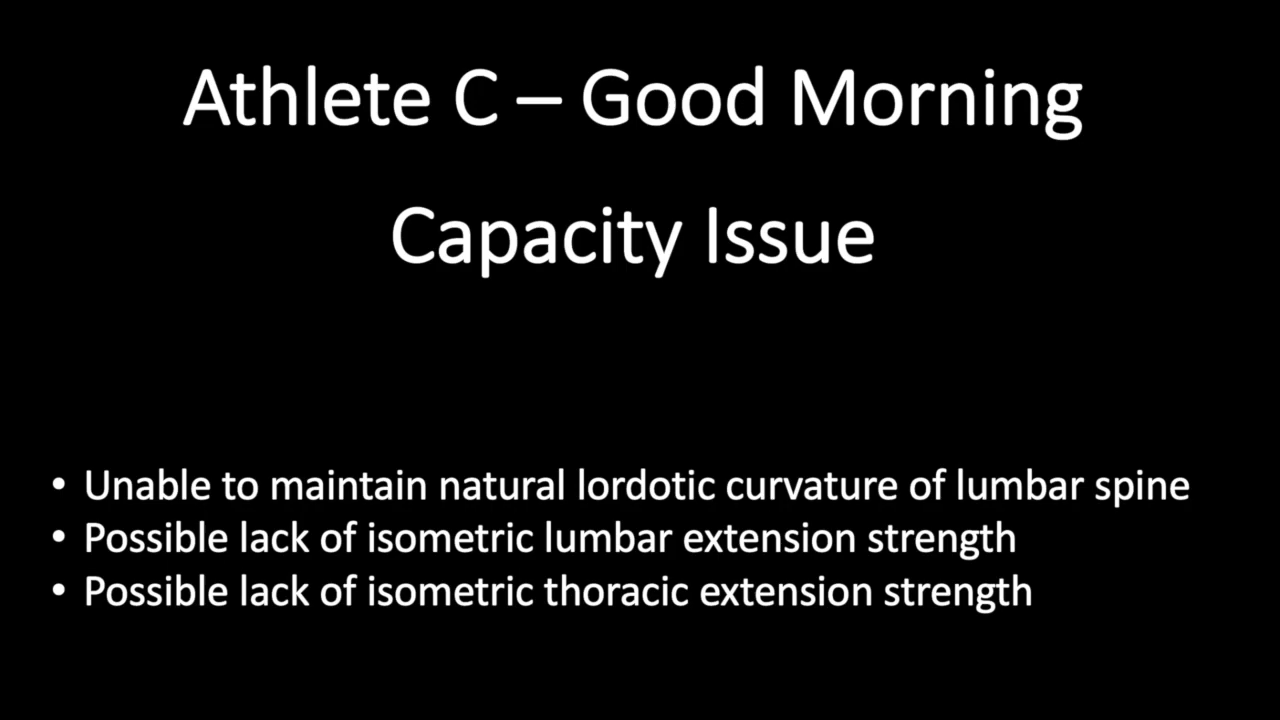 Athlete C – Good Morning
Capacity Issue
• Unable to maintain natural lordotic curvature of lumbar spine
• Possible lack of isometric lumbar extension strength
• Possible lack of isometric thoracic extension strength